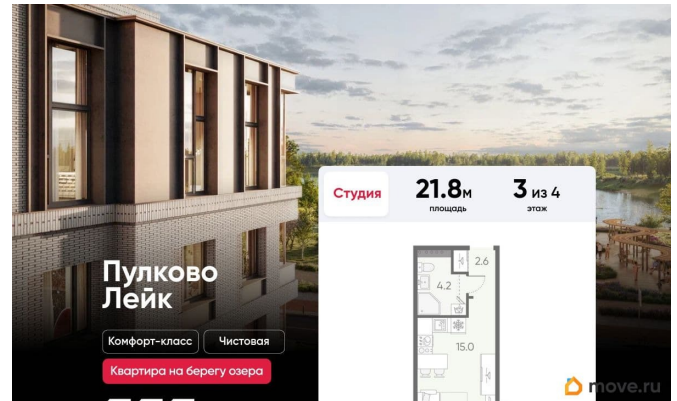 Студия
21.8м
площадь
3 из 4
этаж
Пулково
Лейк
Комфорт-класс
Чистовая
Квартира на берегу озера
2.6
4.2
15.0
move.ru